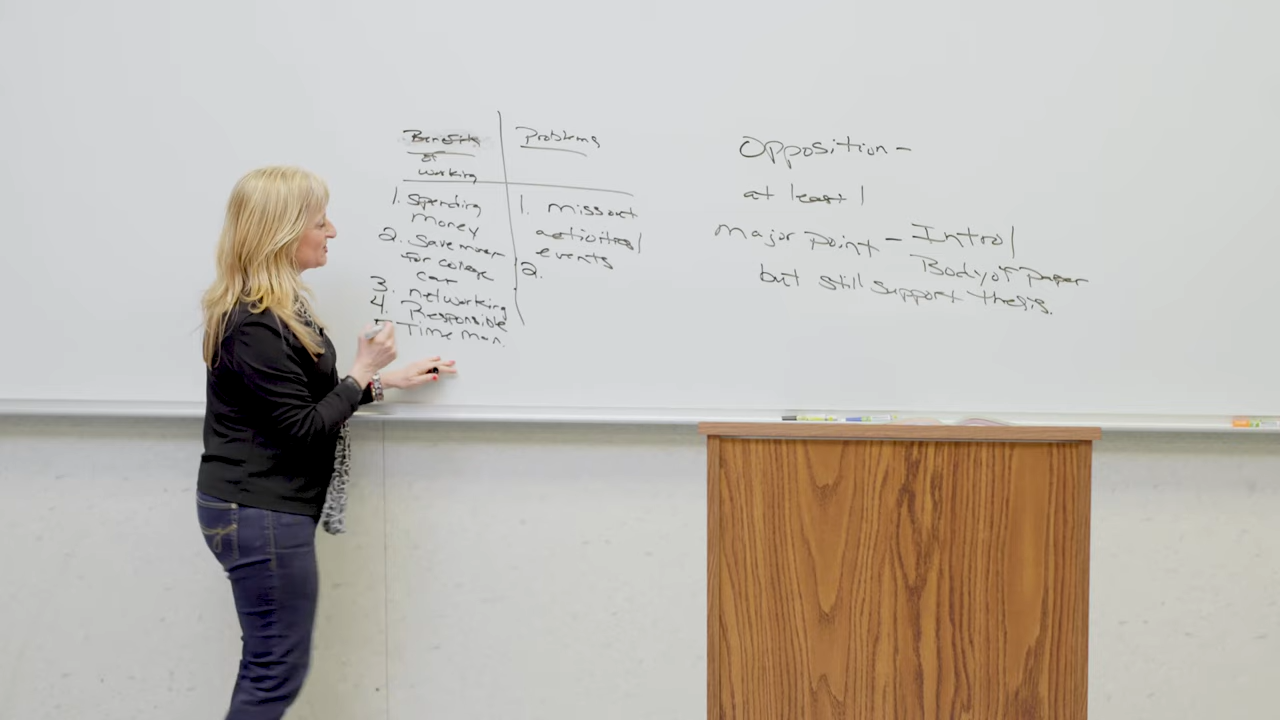 Benefits
of
working
1. Spending
money
2. Save money
for college
car
3. networking
4. Responsible
5 Time man.
Problems
1. miss out
activities/
events
2.
Opposition -
at least 1
major point - Intro/
Body of paper
but still support thesis.